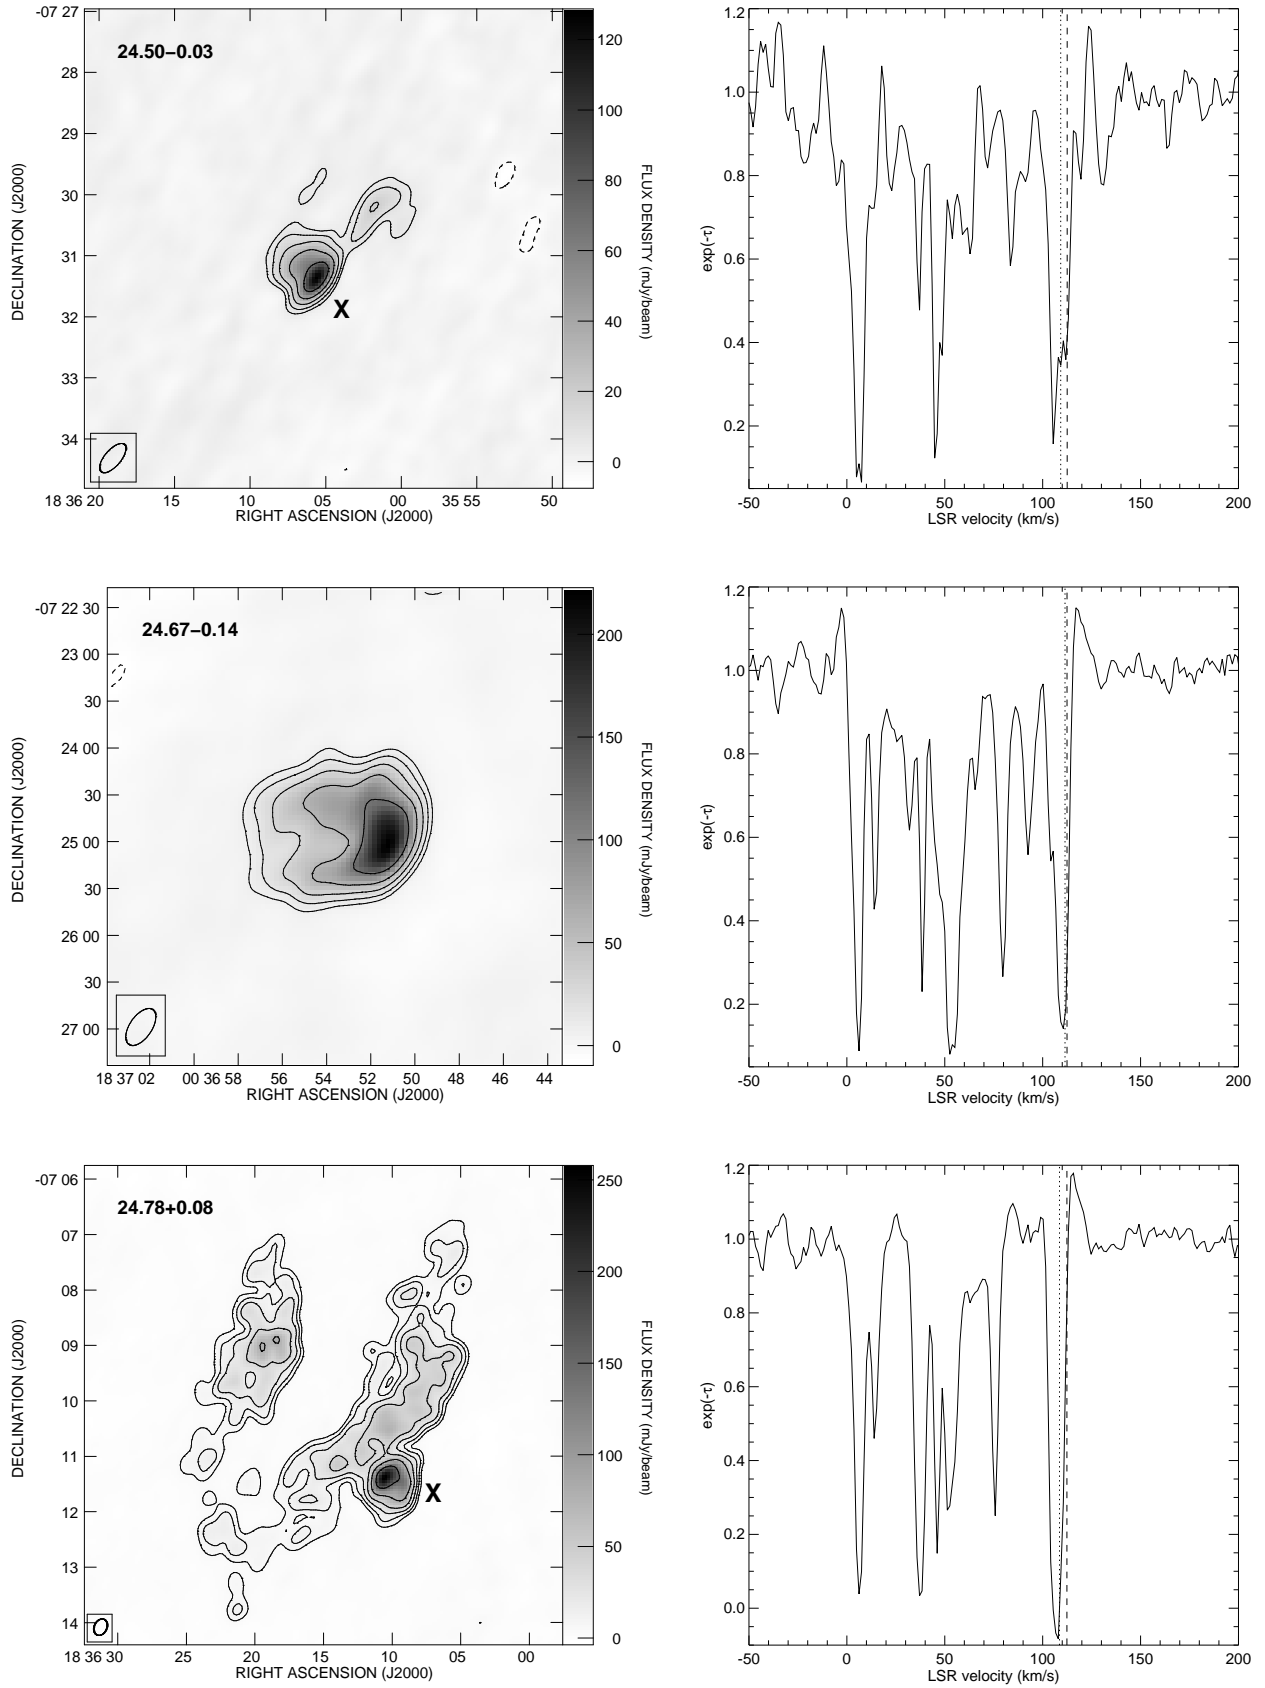 -07 27
28
29
30
31
32
33
34
24.50−0.03
X
18 36 20 15 10 05 00 35 55 50
RIGHT ASCENSION (J2000)
DECLINATION (J2000)
120
100
80
60
40
20
0
FLUX DENSITY (mJy/beam)
1.2
1.0
0.8
0.6
0.4
0.2
exp(-τ)
-50 0 50 100 150 200
LSR velocity (km/s)
-07 22 30
23 00
30
24 00
30
25 00
30
26 00
30
27 00
24.67−0.14
18 37 02 00 36 58 56 54 52 50 48 46 44
RIGHT ASCENSION (J2000)
DECLINATION (J2000)
200
150
100
50
0
FLUX DENSITY (mJy/beam)
1.2
1.0
0.8
0.6
0.4
0.2
exp(-τ)
-50 0 50 100 150 200
LSR velocity (km/s)
-07 06
07
08
09
10
11
12
13
14
24.78+0.08
X
18 36 30 25 20 15 10 05 00
RIGHT ASCENSION (J2000)
DECLINATION (J2000)
250
200
150
100
50
0
FLUX DENSITY (mJy/beam)
1.2
1.0
0.8
0.6
0.4
0.2
0.0
exp(-τ)
-50 0 50 100 150 200
LSR velocity (km/s)